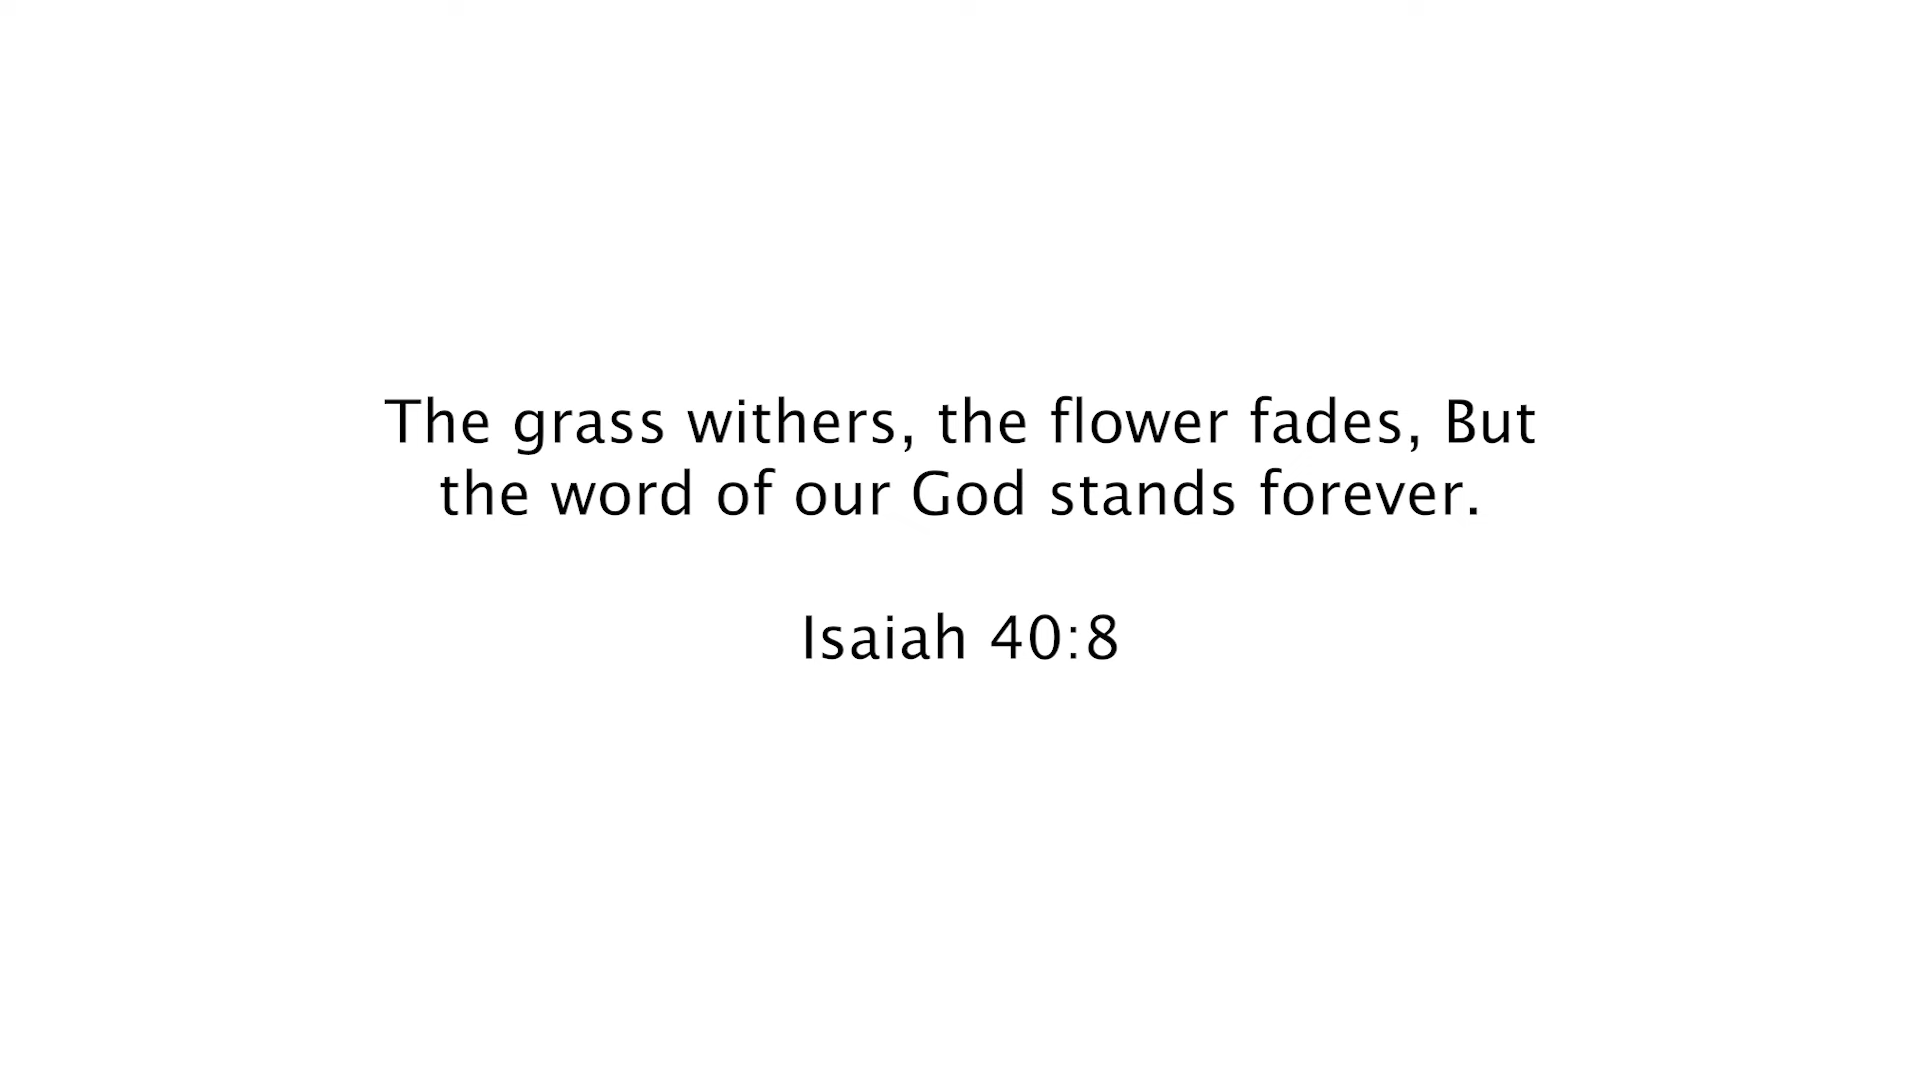 The grass withers, the flower fades, But
the word of our God stands forever.
Isaiah 40:8